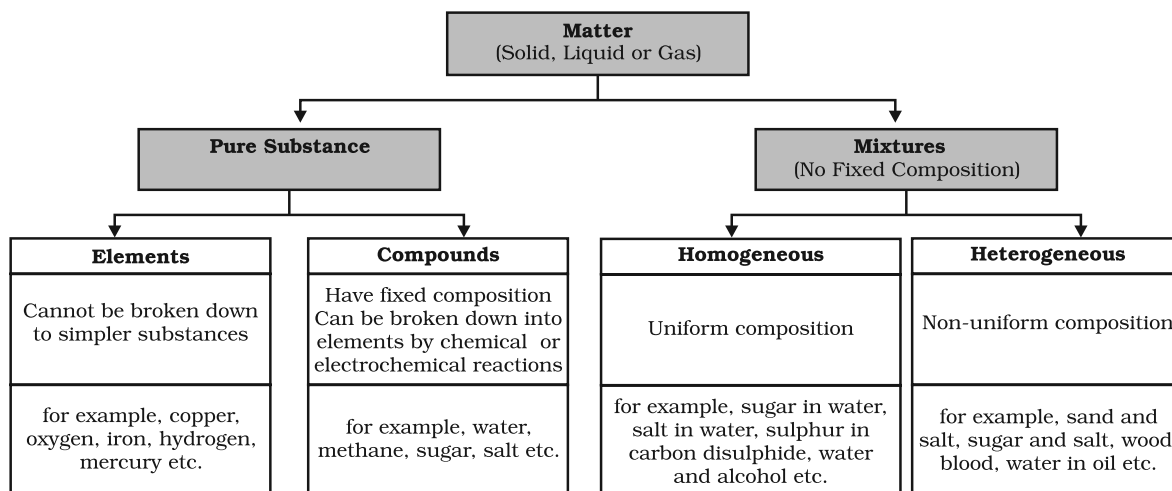 Matter
(Solid, Liquid or Gas)
Pure Substance
Mixtures
(No Fixed Composition)
Elements
Cannot be broken down
to simpler substances
for example, copper,
oxygen, iron, hydrogen,
mercury etc.
Compounds
Have fixed composition
Can be broken down into
elements by chemical or
electrochemical reactions
for example, water,
methane, sugar, salt etc.
Homogeneous
Uniform composition
for example, sugar in water,
salt in water, sulphur in
carbon disulphide, water
and alcohol etc.
Heterogeneous
Non-uniform composition
for example, sand and
salt, sugar and salt, wood
blood, water in oil etc.